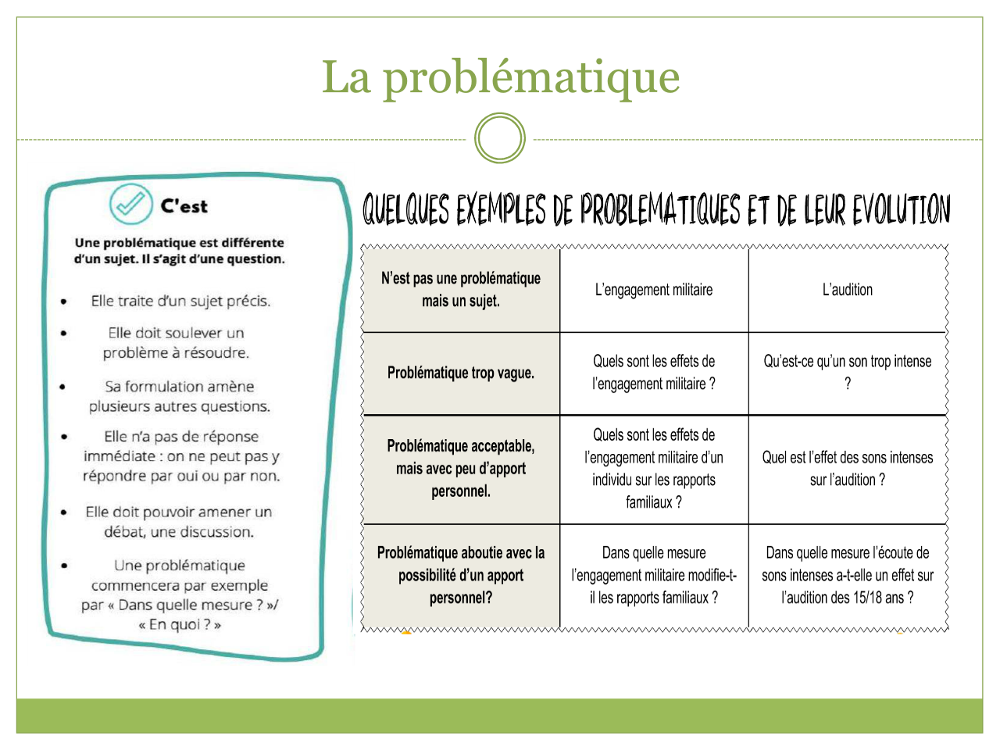 La problématique
C'est
Une problématique est différente
d'un sujet. Il s'agit d'une question.
• Elle traite d'un sujet précis.
• Elle doit soulever un
problème à résoudre.
• Sa formulation amène
plusieurs autres questions.
• Elle n'a pas de réponse
immédiate : on ne peut pas y
répondre par oui ou par non.
• Elle doit pouvoir amener un
débat, une discussion.
• Une problématique
commencera par exemple
par « Dans quelle mesure ? »/
« En quoi ? »
QUELQUES EXEMPLES DE PROBLEMATIQUES ET DE LEUR EVOLUTION
N'est pas une problématique
mais un sujet.
L'engagement militaire
L'audition
Problématique trop vague.
Quels sont les effets de
l'engagement militaire ?
Qu'est-ce qu'un son trop intense
?
Problématique acceptable,
mais avec peu d'apport
personnel.
Quels sont les effets de
l'engagement militaire d'un
individu sur les rapports
familiaux ?
Quel est l'effet des sons intenses
sur l'audition ?
Problématique aboutie avec la
possibilité d'un apport
personnel?
Dans quelle mesure
l'engagement militaire modifie-t-
il les rapports familiaux ?
Dans quelle mesure l'écoute de
sons intenses a-t-elle un effet sur
l'audition des 15/18 ans ?